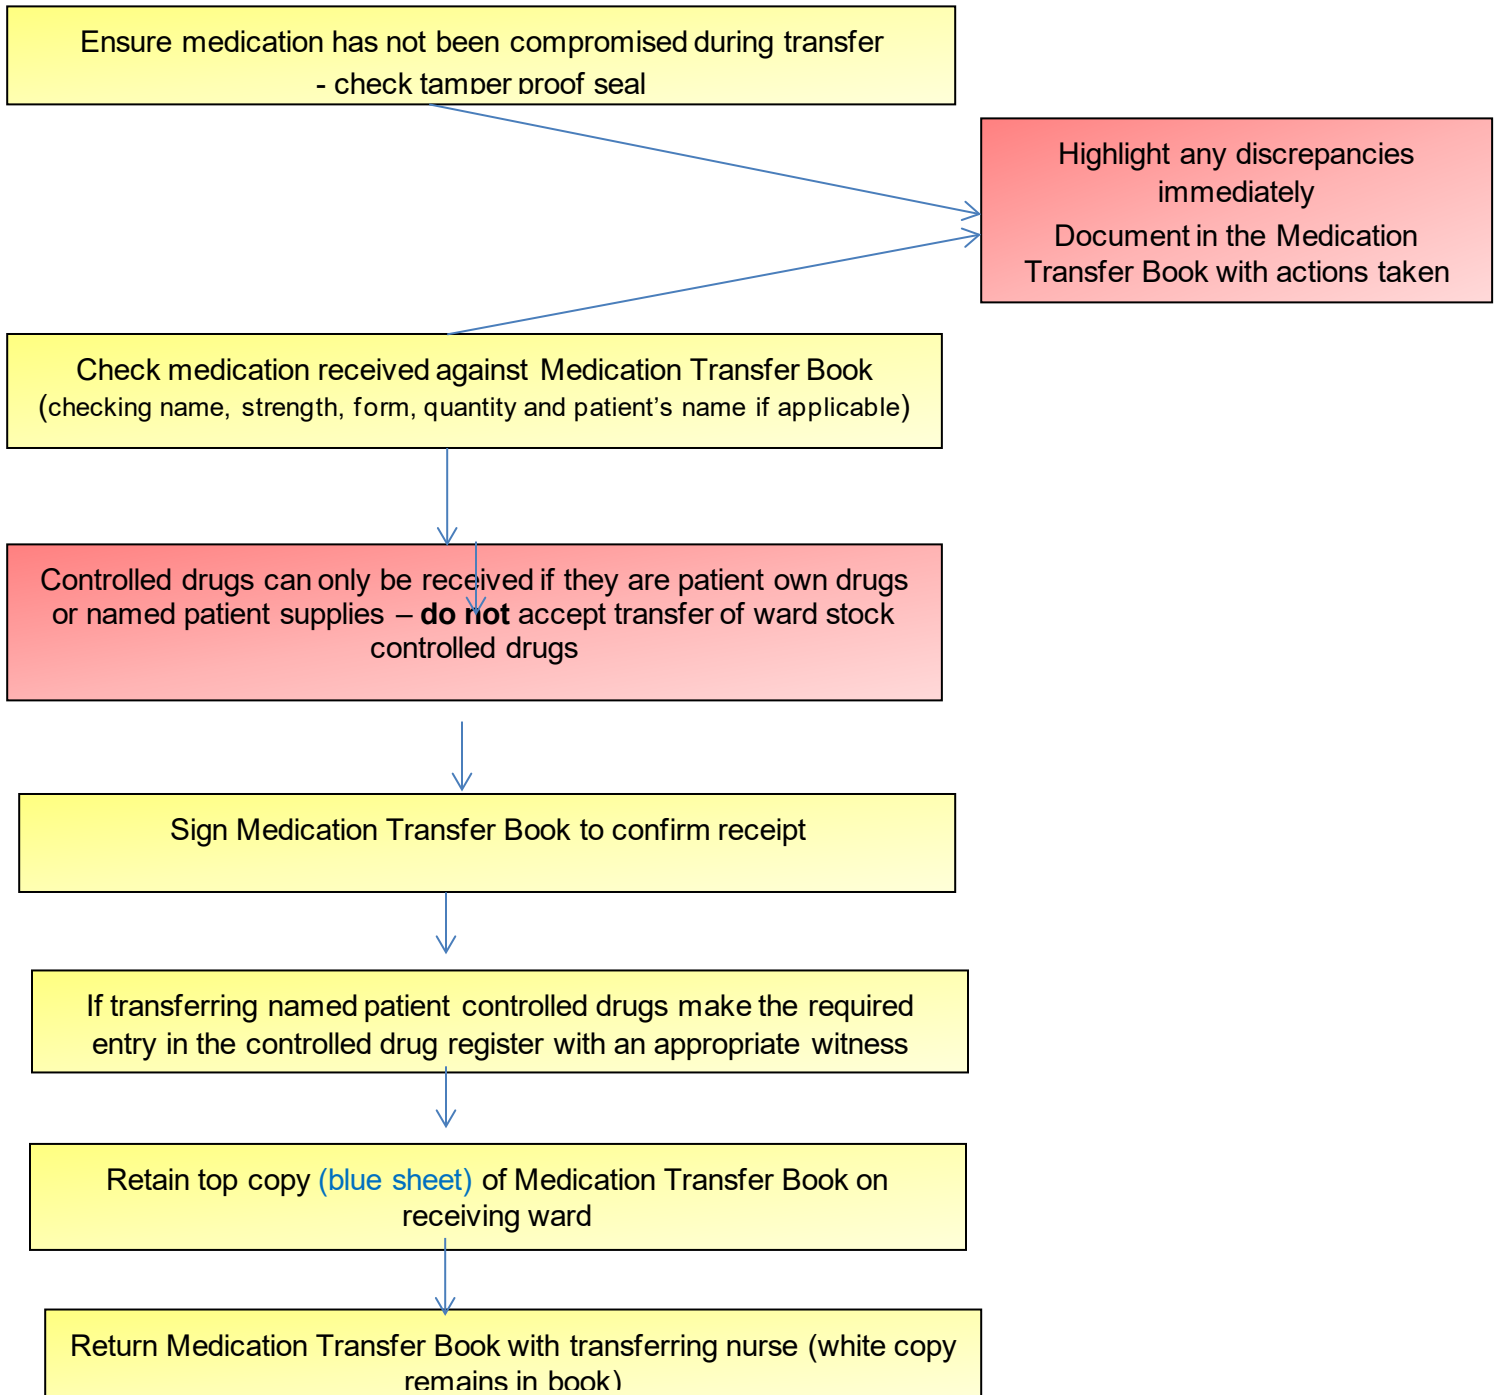 Ensure medication has not been compromised during transfer
- check tamper proof seal
Highlight any discrepancies
immediately
Document in the Medication
Transfer Book with actions taken
Check medication received against Medication Transfer Book
(checking name, strength, form, quantity and patient's name if applicable)
Controlled drugs can only be received if they are patient own drugs
or named patient supplies – do not accept transfer of ward stock
controlled drugs
Sign Medication Transfer Book to confirm receipt
If transferring named patient controlled drugs make the required
entry in the controlled drug register with an appropriate witness
Retain top copy (blue sheet) of Medication Transfer Book on
receiving ward
Return Medication Transfer Book with transferring nurse (white copy
remains in book)